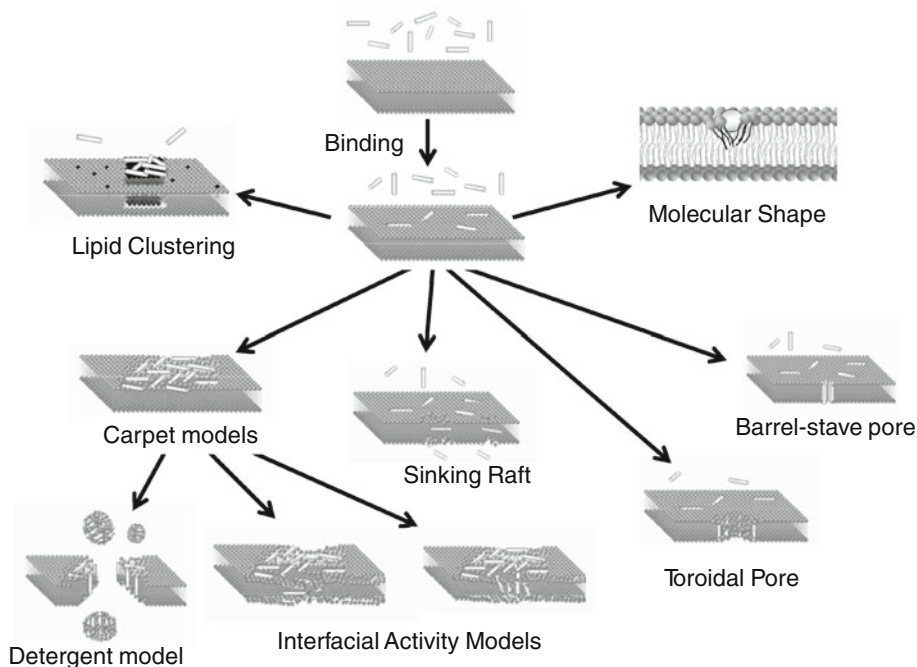 Binding
Lipid Clustering
Molecular Shape
Carpet models
Sinking Raft
Barrel-stave pore
Toroidal Pore
Detergent model
Interfacial Activity Models